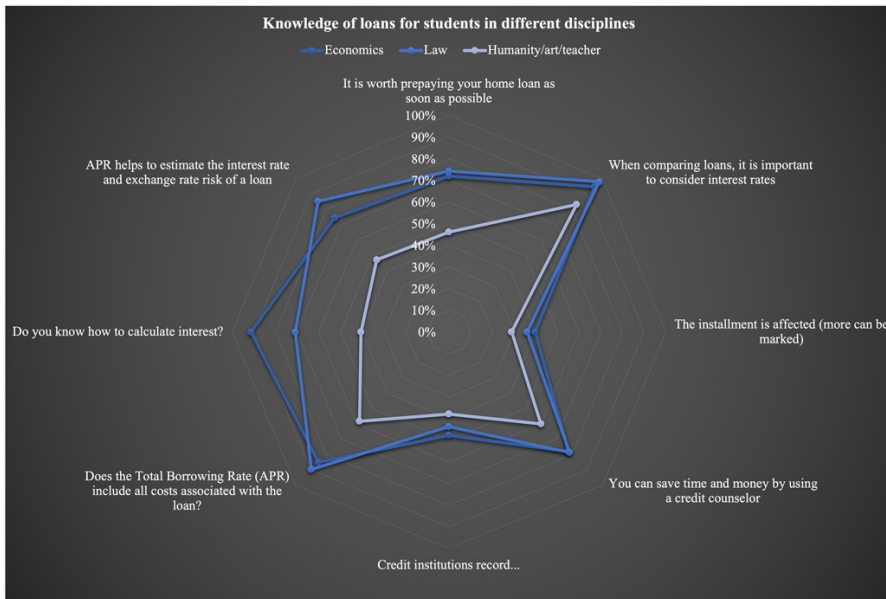 Knowledge of loans for students in different disciplines
Economics Law Humanity/art/teacher
It is worth prepaying your home loan as
soon as possible
100%
90%
80%
70%
60%
50%
40%
30%
20%
10%
0%
When comparing loans, it is important
to consider interest rates
The installment is affected (more can be
marked)
You can save time and money by using
a credit counselor
Credit institutions record...
Does the Total Borrowing Rate (APR)
include all costs associated with the
loan?
Do you know how to calculate interest?
APR helps to estimate the interest rate
and exchange rate risk of a loan